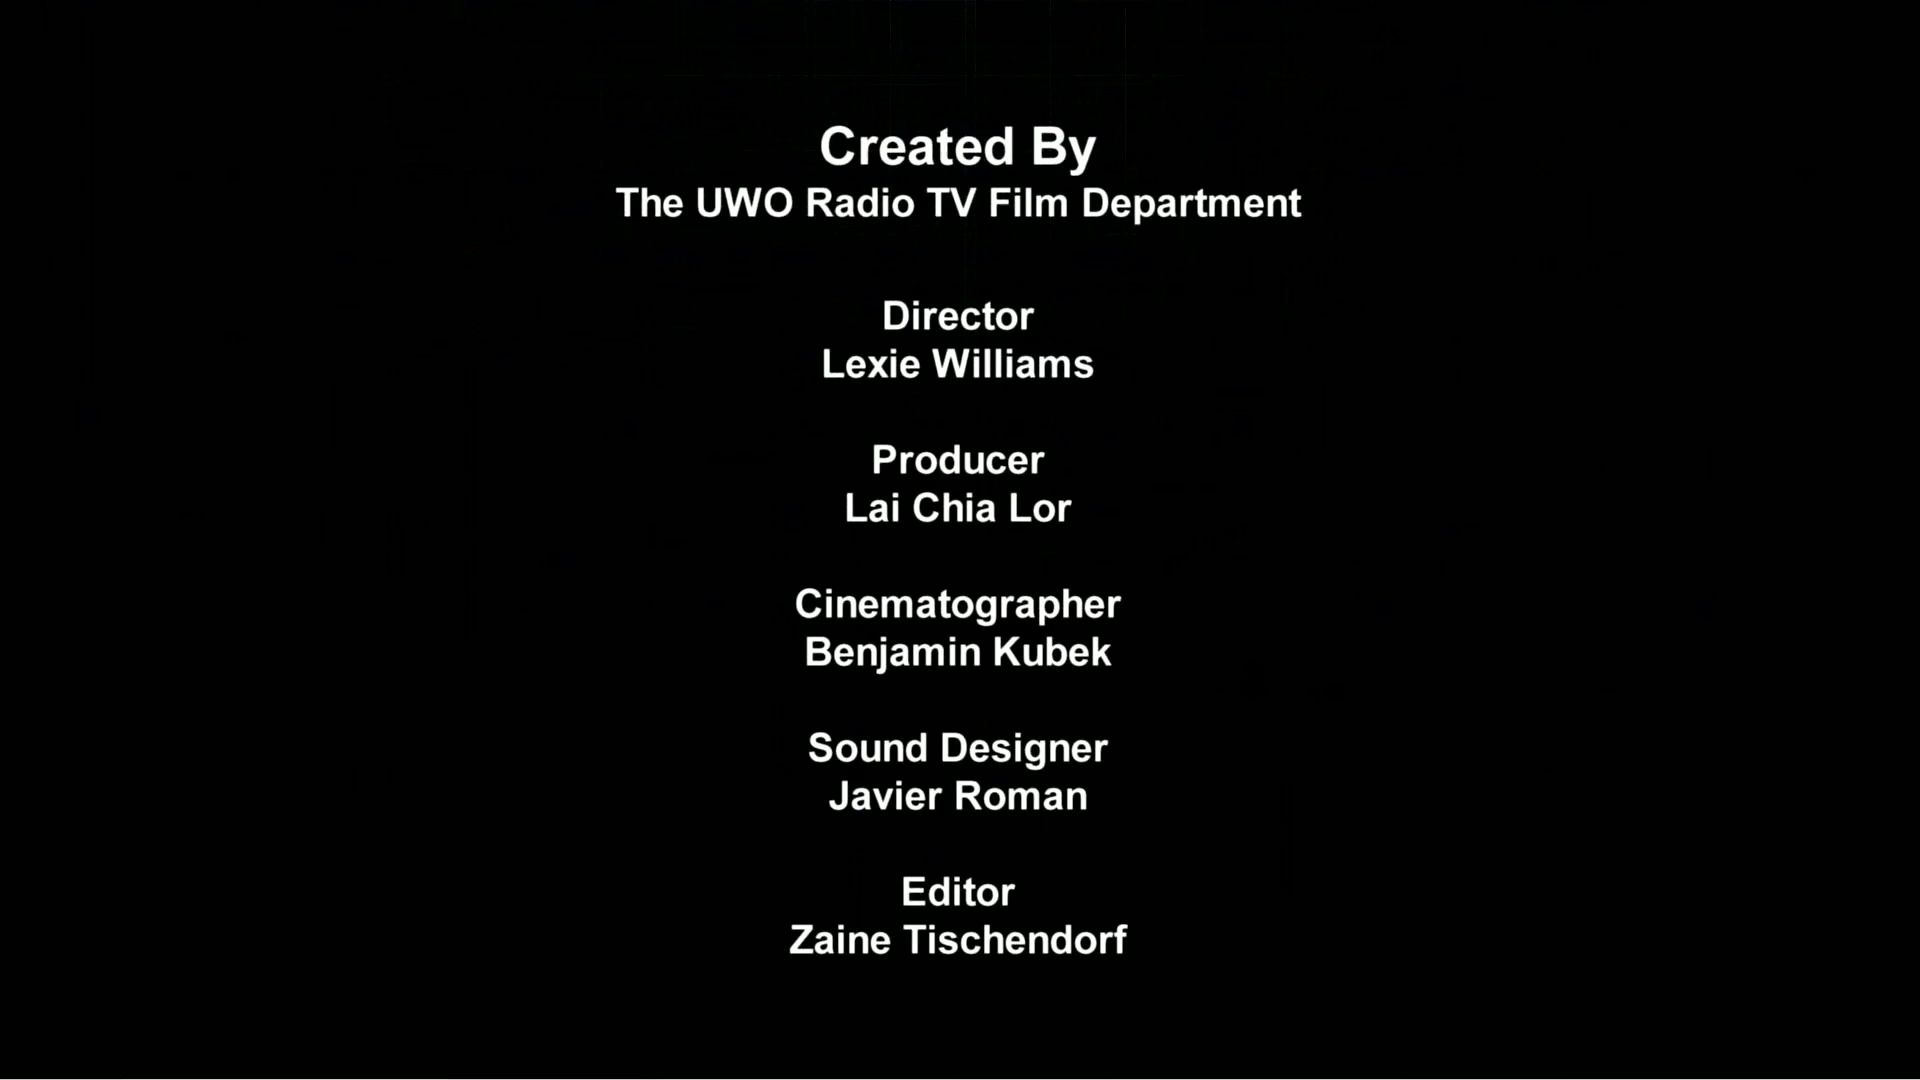 Created By
The UWO Radio TV Film Department
Director
Lexie Williams
Producer
Lai Chia Lor
Cinematographer
Benjamin Kubek
Sound Designer
Javier Roman
Editor
Zaine Tischendorf